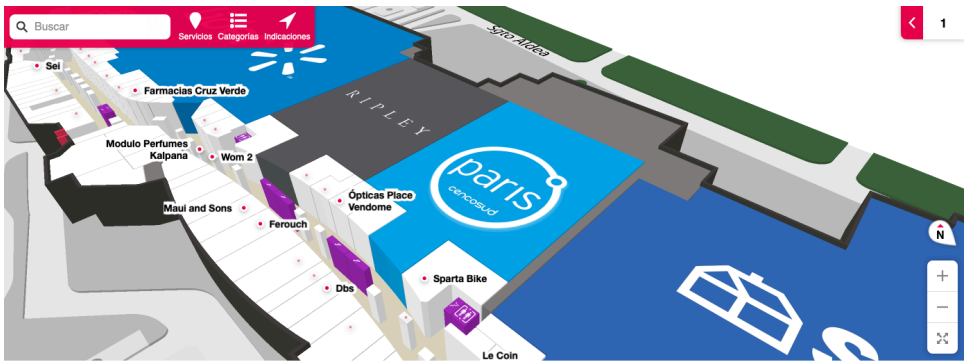 Buscar
Servicios
Categorías
Indicaciones
1
Sgto Aldea
Sei
Farmacias Cruz Verde
RIPLEY
Modulo Perfumes
Kalpana
Wom 2
paris
cencosud
Ópticas Place
Vendome
Maui and Sons
Ferouch
N
Sparta Bike
Dbs
S
Le Coin